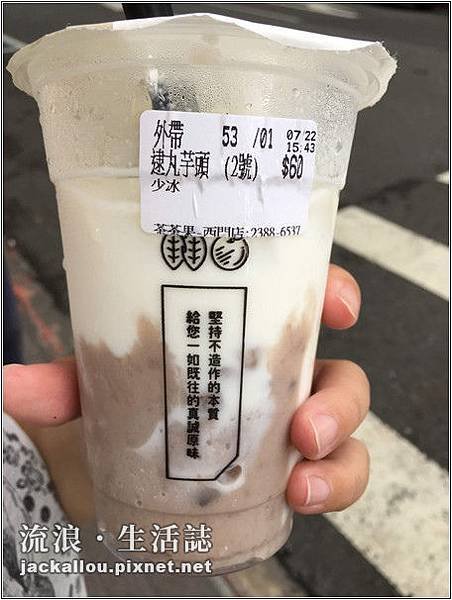 外帶 53 /01 07/22
15:43
逮丸芋頭 (2號) $60
少冰
茶茶果-西門店:2388-6537
堅持不造作的本質
給您一如既往的真誠原味
流浪・生活誌
jackallou.pixnet.net